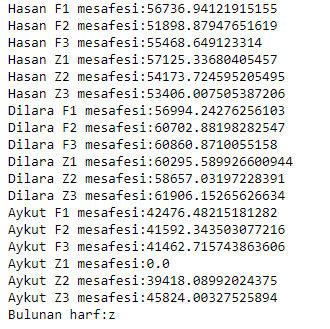 Hasan F1 mesafesi:56736.94121915155
Hasan F2 mesafesi:51898.87947651619
Hasan F3 mesafesi:55468.649123314
Hasan Z1 mesafesi:57125.33680405457
Hasan Z2 mesafesi:54173.724595205495
Hasan Z3 mesafesi:53406.007505387206
Dilara F1 mesafesi:56994.24276256103
Dilara F2 mesafesi:60702.88198282547
Dilara F3 mesafesi:60860.8710055158
Dilara Z1 mesafesi:60295.589926600944
Dilara Z2 mesafesi:58657.03197228391
Dilara Z3 mesafesi:61906.15265626634
Aykut F1 mesafesi:42476.48215181282
Aykut F2 mesafesi:41592.343503077216
Aykut F3 mesafesi:41462.715743863606
Aykut Z1 mesafesi:0.0
Aykut Z2 mesafesi:39418.08992024375
Aykut Z3 mesafesi:45824.00327525894
Bulunan harf:z